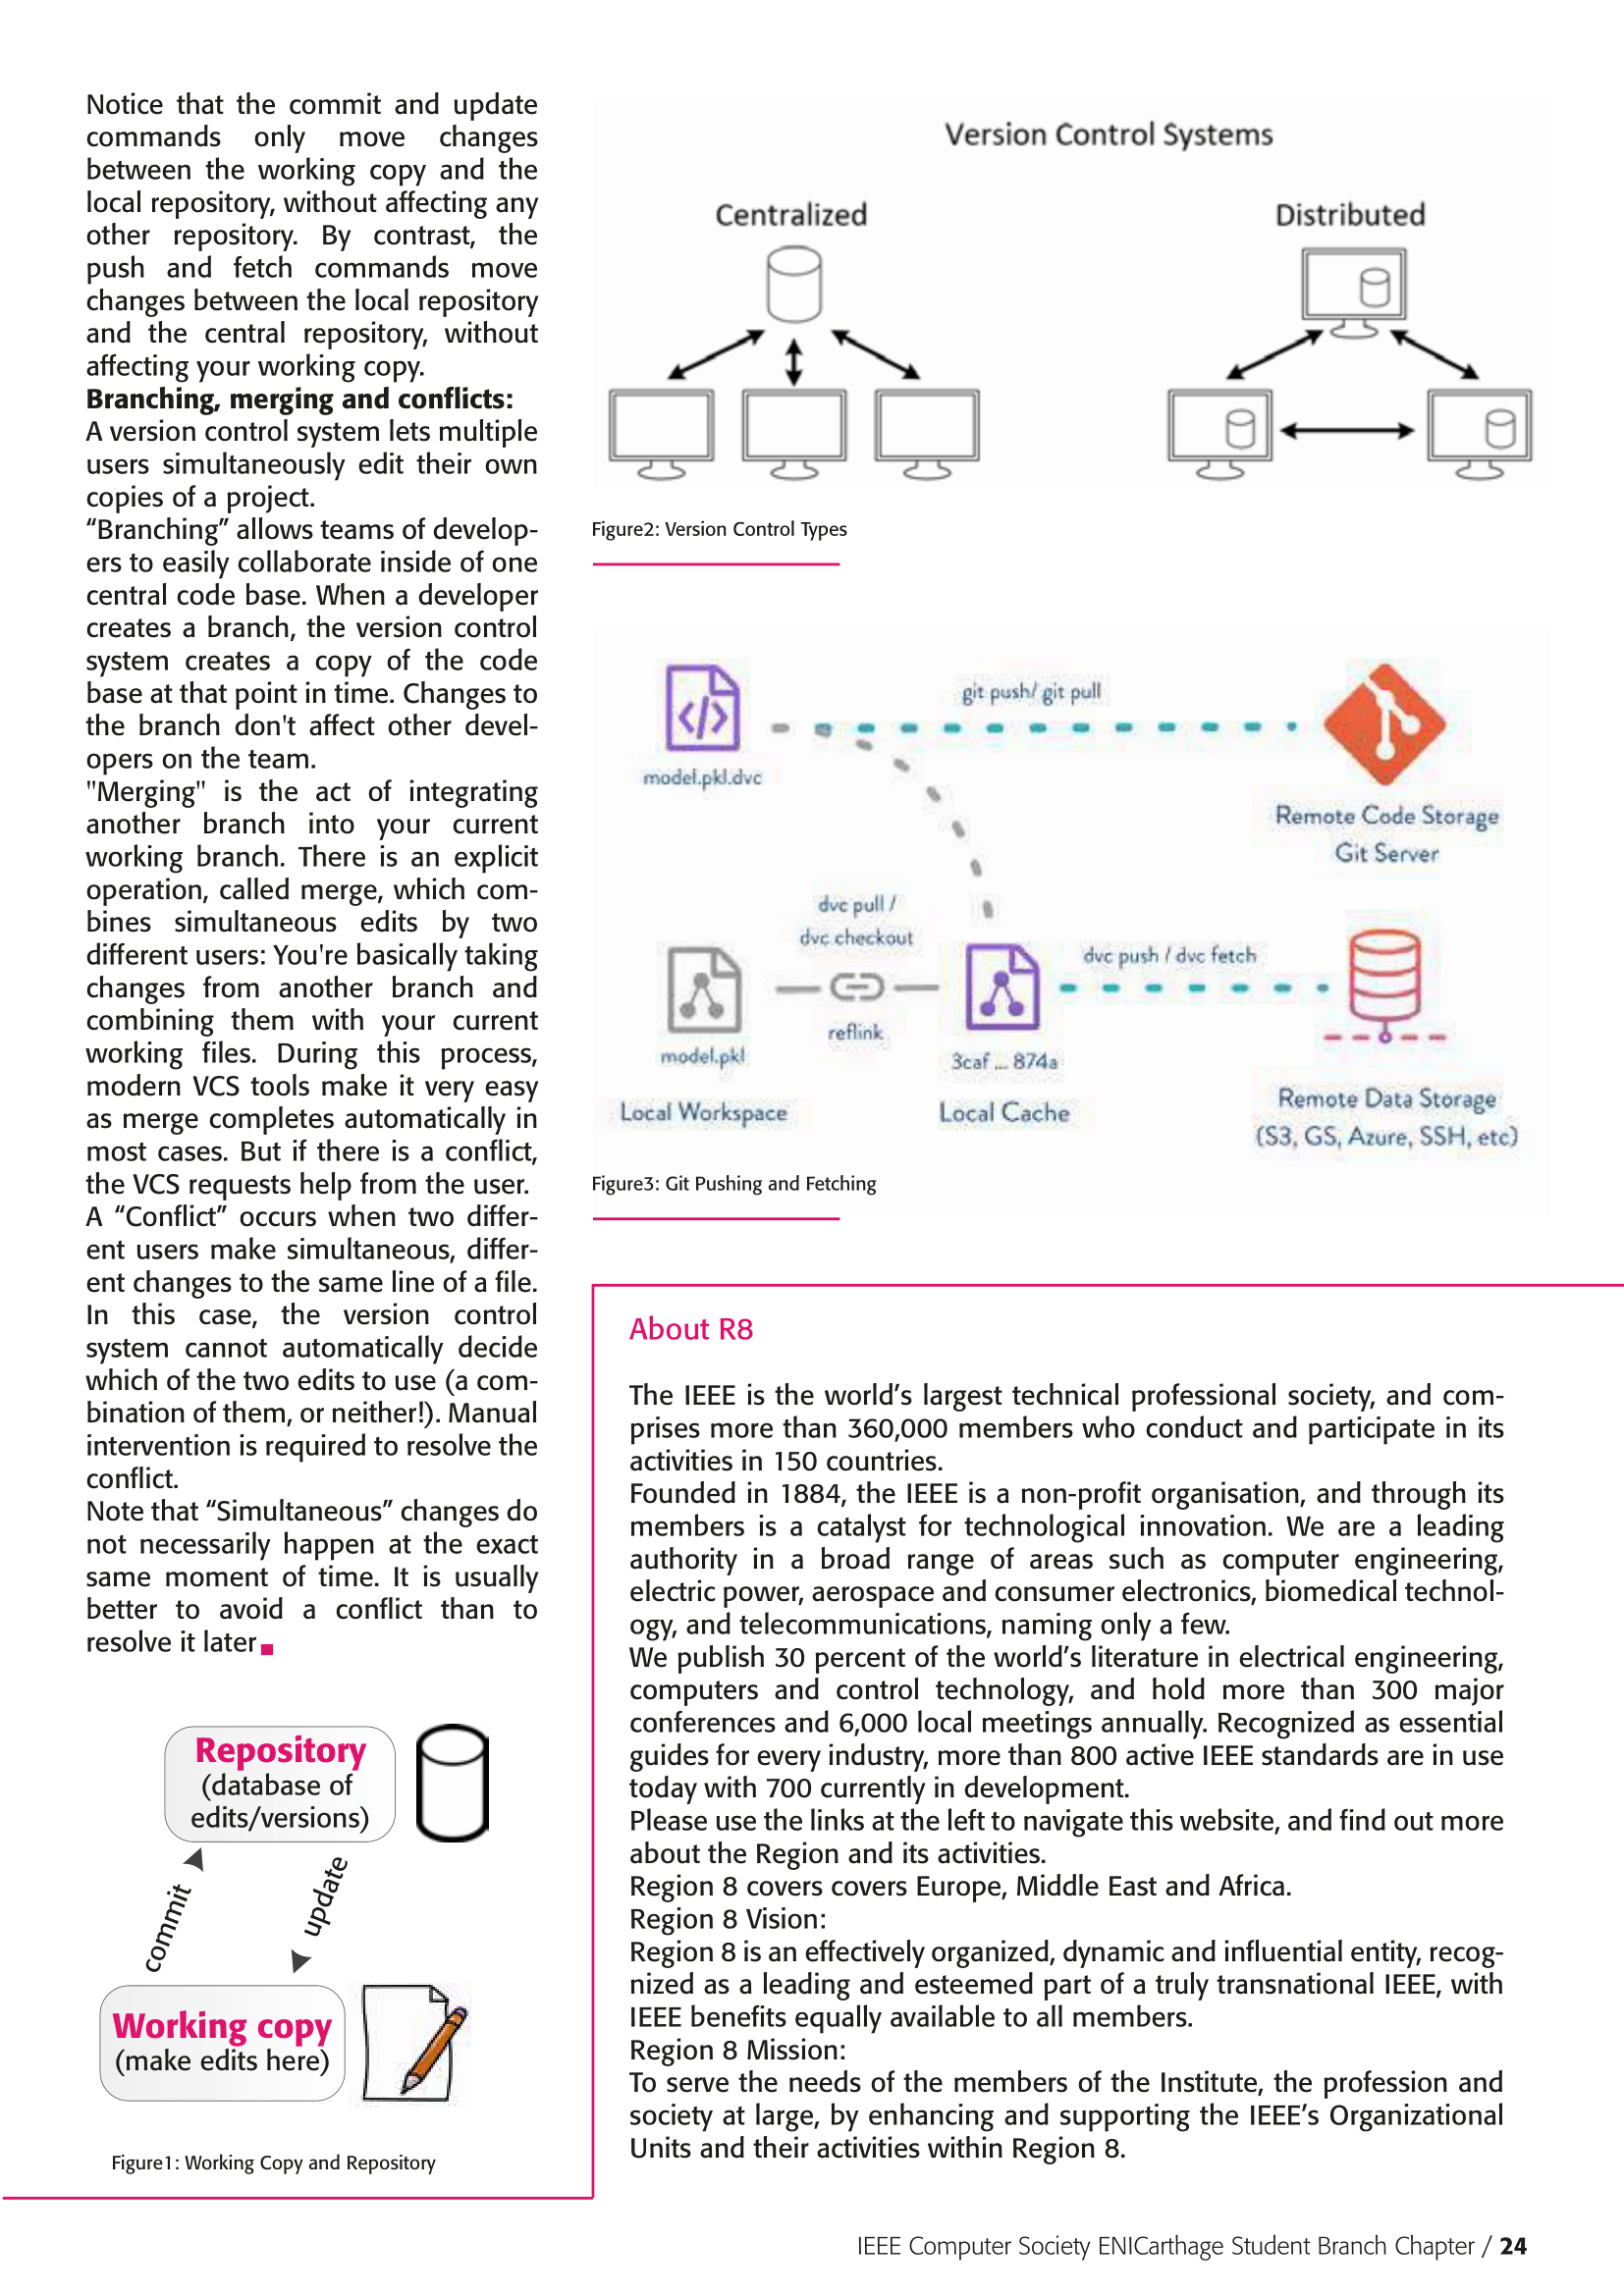 Notice that the commit and update
commands only move changes
between the working copy and the
local repository, without affecting any
other repository. By contrast, the
push and fetch commands move
changes between the local repository
and the central repository, without
affecting your working copy.
Branching, merging and conflicts:
A version control system lets multiple
users simultaneously edit their own
copies of a project.
“Branching” allows teams of develop-
ers to easily collaborate inside of one
central code base. When a developer
creates a branch, the version control
system creates a copy of the code
base at that point in time. Changes to
the branch don't affect other devel-
opers on the team.
"Merging" is the act of integrating
another branch into your current
working branch. There is an explicit
operation, called merge, which com-
bines simultaneous edits by two
different users: You're basically taking
changes from another branch and
combining them with your current
working files. During this process,
modern VCS tools make it very easy
as merge completes automatically in
most cases. But if there is a conflict,
the VCS requests help from the user.
A “Conflict” occurs when two differ-
ent users make simultaneous, differ-
ent changes to the same line of a file.
In this case, the version control
system cannot automatically decide
which of the two edits to use (a com-
bination of them, or neither!). Manual
intervention is required to resolve the
conflict.
Note that “Simultaneous” changes do
not necessarily happen at the exact
same moment of time. It is usually
better to avoid a conflict than to
resolve it later
Repository
(database of
edits/versions)
commit
update
Working copy
(make edits here)
Figure1: Working Copy and Repository
Version Control Systems
Centralized
Distributed
Figure2: Version Control Types
git push/ git pull
model.pkl.dvc
Remote Code Storage
Git Server
dvc pull /
dvc checkout
dvc push / dvc fetch
reflink
model.pkl
3caf ... 874a
Local Workspace
Local Cache
Remote Data Storage
(S3, GS, Azure, SSH, etc)
Figure3: Git Pushing and Fetching
About R8
The IEEE is the world’s largest technical professional society, and com-
prises more than 360,000 members who conduct and participate in its
activities in 150 countries.
Founded in 1884, the IEEE is a non-profit organisation, and through its
members is a catalyst for technological innovation. We are a leading
authority in a broad range of areas such as computer engineering,
electric power, aerospace and consumer electronics, biomedical technol-
ogy, and telecommunications, naming only a few.
We publish 30 percent of the world’s literature in electrical engineering,
computers and control technology, and hold more than 300 major
conferences and 6,000 local meetings annually. Recognized as essential
guides for every industry, more than 800 active IEEE standards are in use
today with 700 currently in development.
Please use the links at the left to navigate this website, and find out more
about the Region and its activities.
Region 8 covers covers Europe, Middle East and Africa.
Region 8 Vision:
Region 8 is an effectively organized, dynamic and influential entity, recog-
nized as a leading and esteemed part of a truly transnational IEEE, with
IEEE benefits equally available to all members.
Region 8 Mission:
To serve the needs of the members of the Institute, the profession and
society at large, by enhancing and supporting the IEEE’s Organizational
Units and their activities within Region 8.
IEEE Computer Society ENICarthage Student Branch Chapter / 24